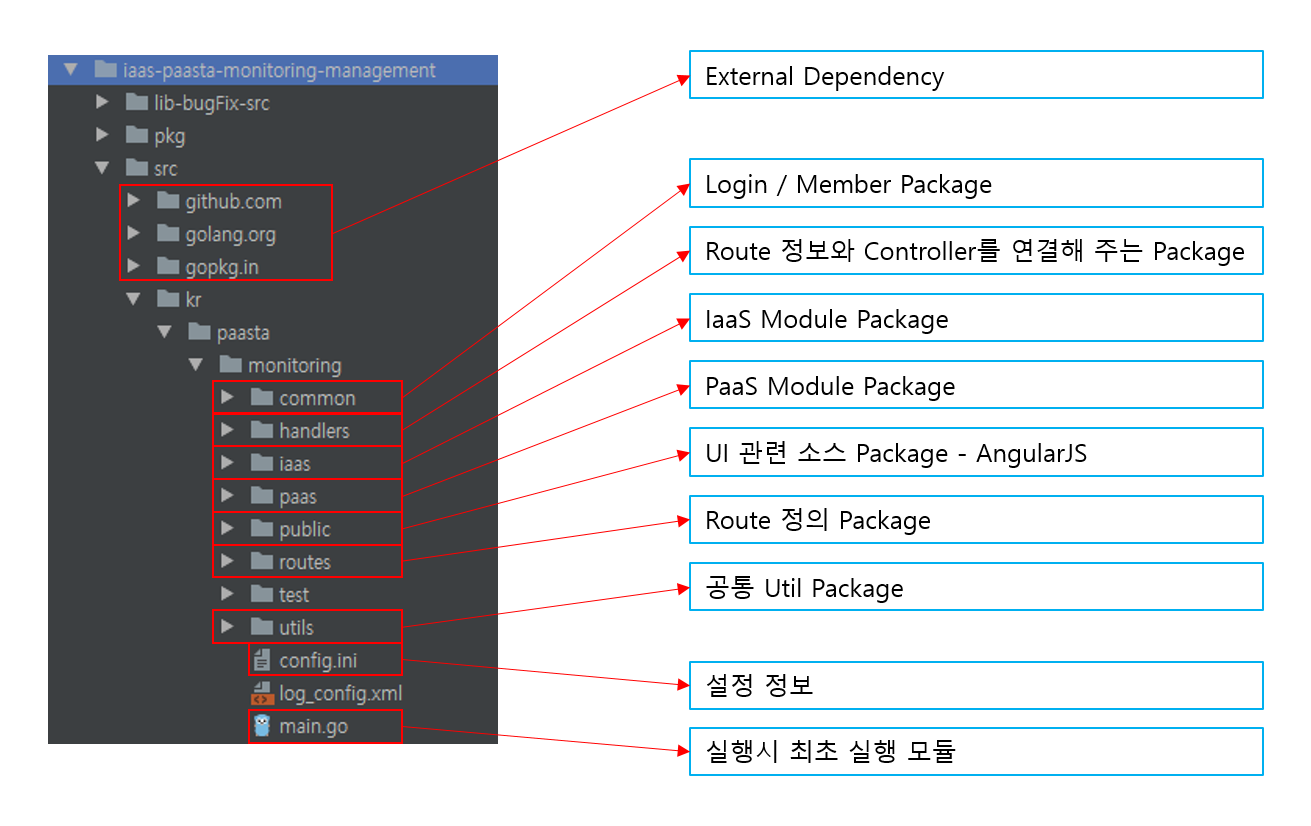 iaas-paasta-monitoring-management
lib-bugFix-src
pkg
src
github.com
golang.org
gopkg.in
kr
paasta
monitoring
common
handlers
iaas
paas
public
routes
test
utils
config.ini
log_config.xml
main.go
External Dependency
Login / Member Package
Route 정보와 Controller를 연결해 주는 Package
IaaS Module Package
PaaS Module Package
UI 관련 소스 Package - AngularJS
Route 정의 Package
공통 Util Package
설정 정보
실행시 최초 실행 모듈